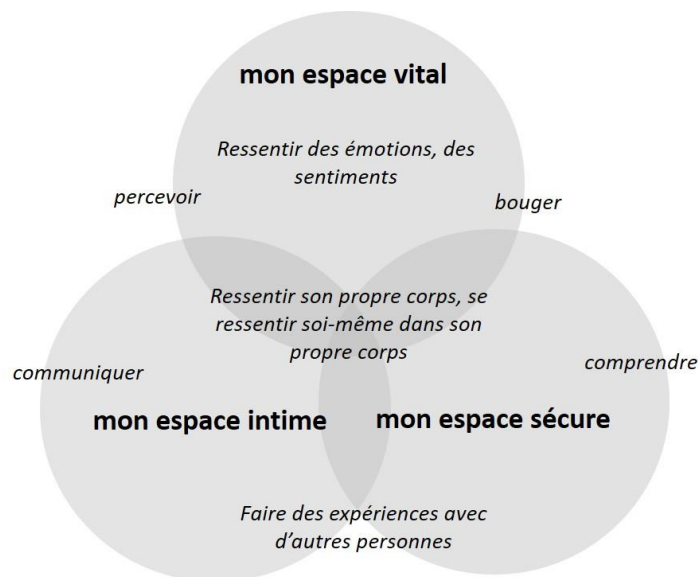 mon espace vital
Ressentir des émotions, des
sentiments
percevoir
bouger
Ressentir son propre corps, se
ressentir soi-même dans son
propre corps
communiquer
comprendre
mon espace intime
mon espace sécure
Faire des expériences avec
d’autres personnes